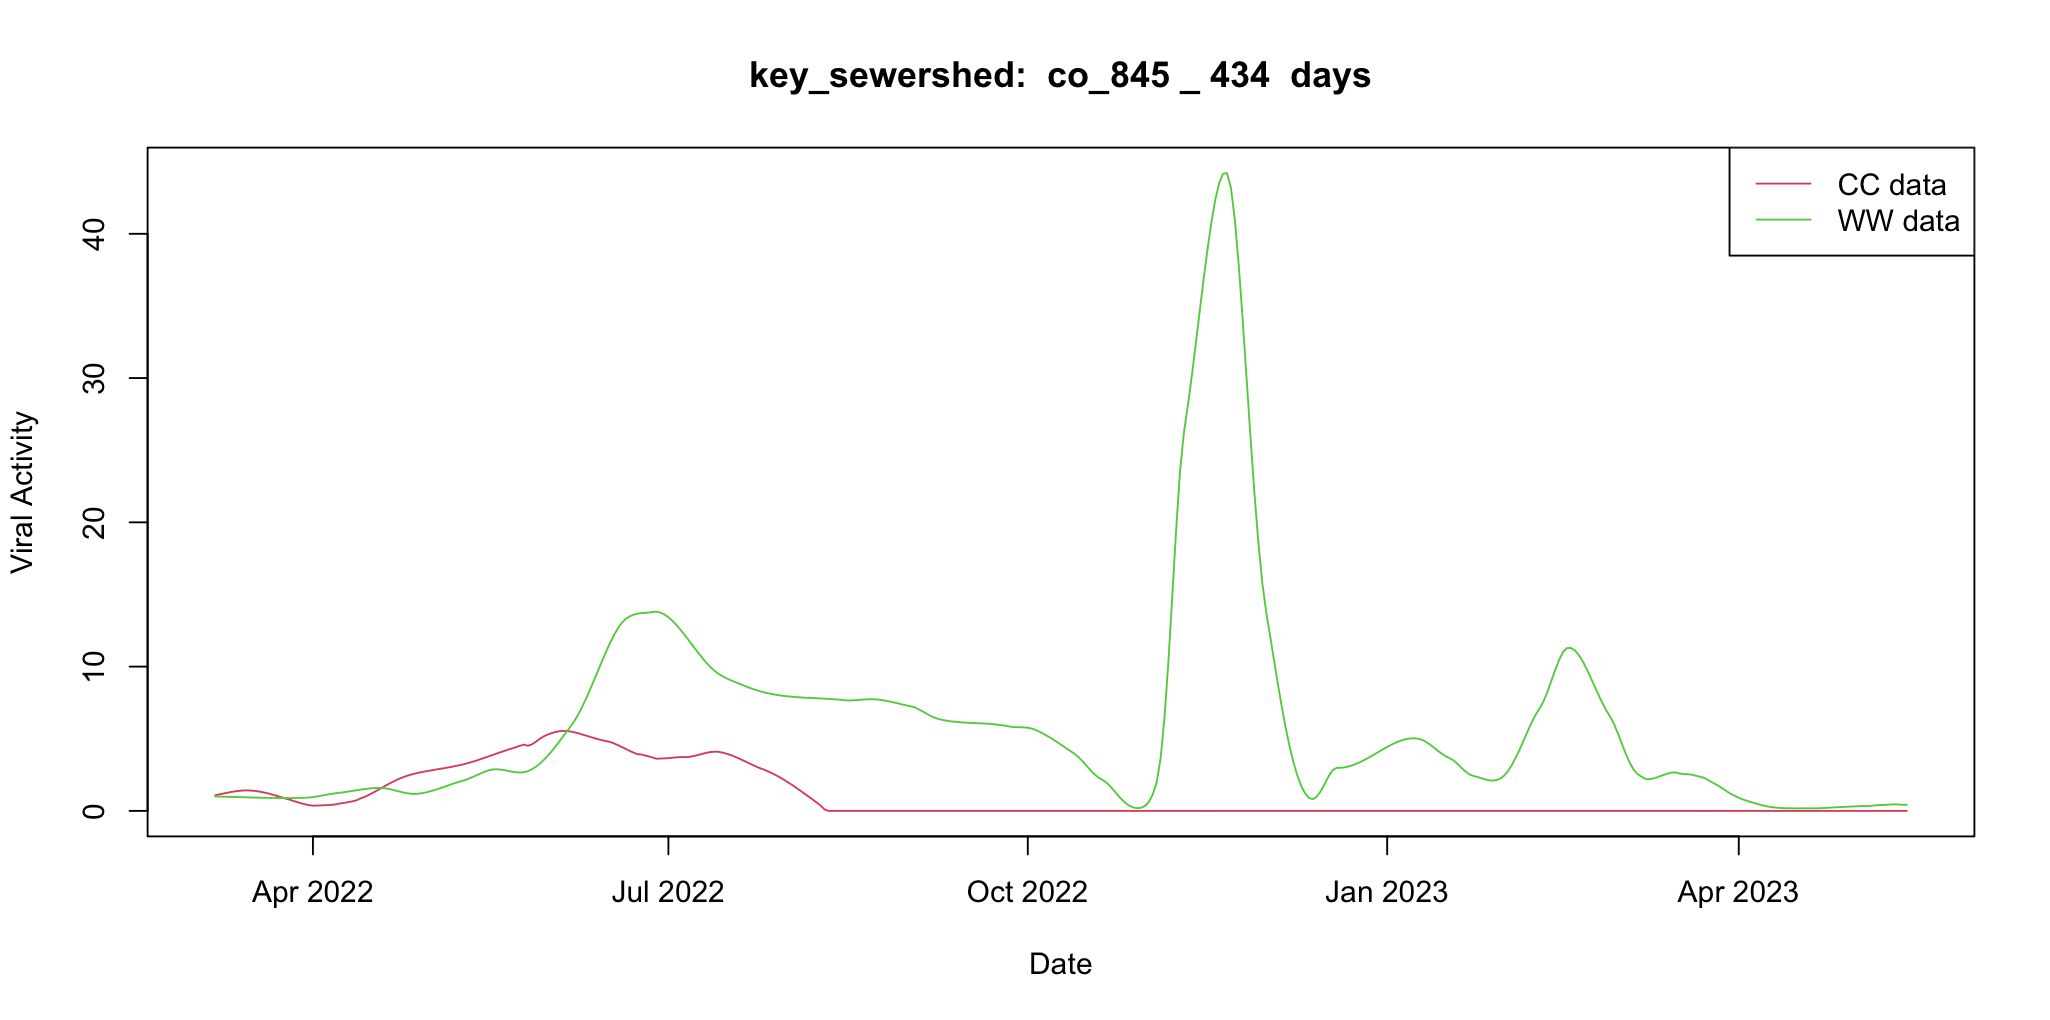 key_sewershed:  co_845 _ 434  days
CC data
WW data
Viral Activity
40
30
20
10
0
Apr 2022
Jul 2022
Oct 2022
Jan 2023
Apr 2023
Date